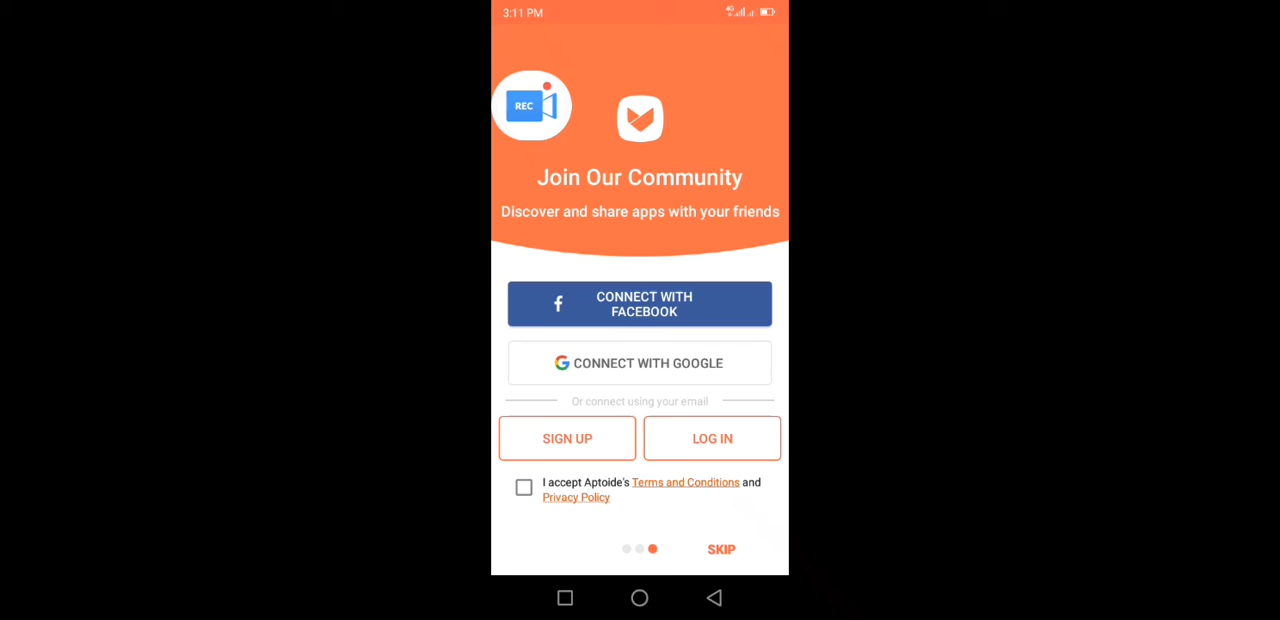 3:11 PM
4G
REC
Join Our Community
Discover and share apps with your friends
CONNECT WITH
FACEBOOK
CONNECT WITH GOOGLE
Or connect using your email
SIGN UP
LOG IN
I accept Aptoide's Terms and Conditions and
Privacy Policy
SKIP